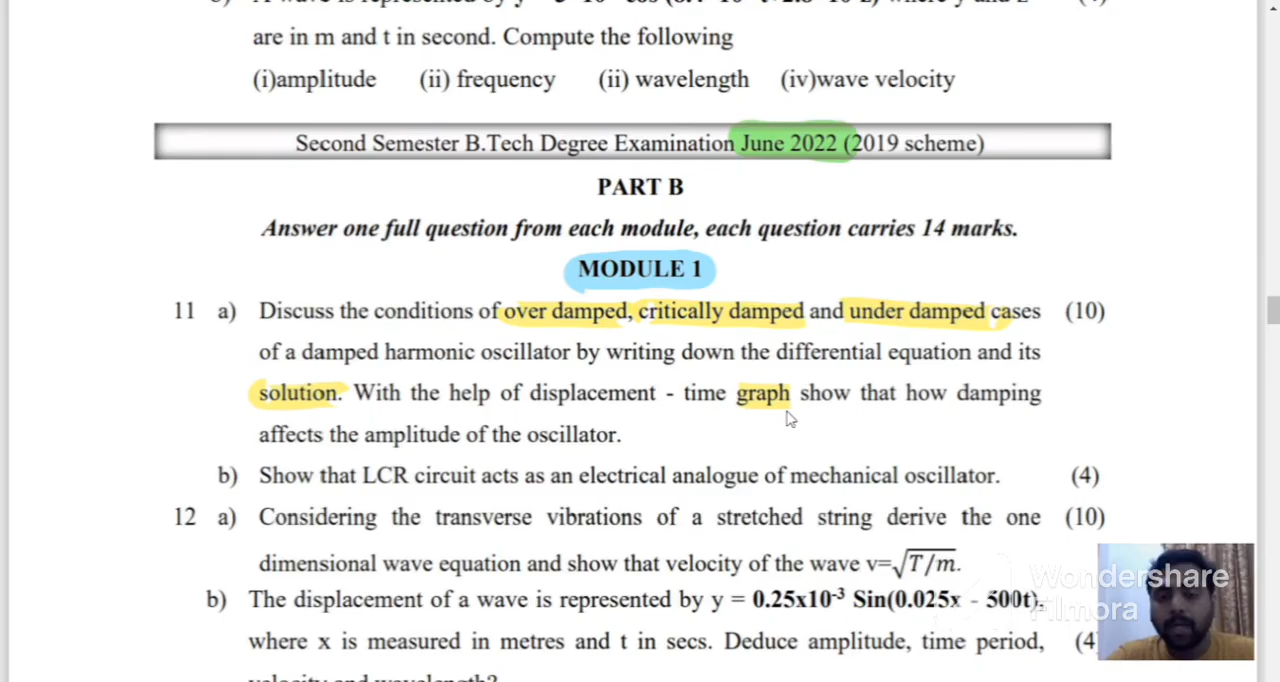 are in m and t in second. Compute the following
(i)amplitude (ii) frequency (ii) wavelength (iv)wave velocity
Second Semester B.Tech Degree Examination June 2022 (2019 scheme)
PART B
Answer one full question from each module, each question carries 14 marks.
MODULE 1
11 a) Discuss the conditions of over damped, critically damped and under damped cases (10)
of a damped harmonic oscillator by writing down the differential equation and its
solution. With the help of displacement - time graph show that how damping
affects the amplitude of the oscillator.
b) Show that LCR circuit acts as an electrical analogue of mechanical oscillator. (4)
12 a) Considering the transverse vibrations of a stretched string derive the one (10)
dimensional wave equation and show that velocity of the wave v=√T/m.
b) The displacement of a wave is represented by y = 0.25x10⁻³ Sin(0.025x - 500t),
where x is measured in metres and t in secs. Deduce amplitude, time period, (4
velocity and wavelength?
Wondershare
Filmora